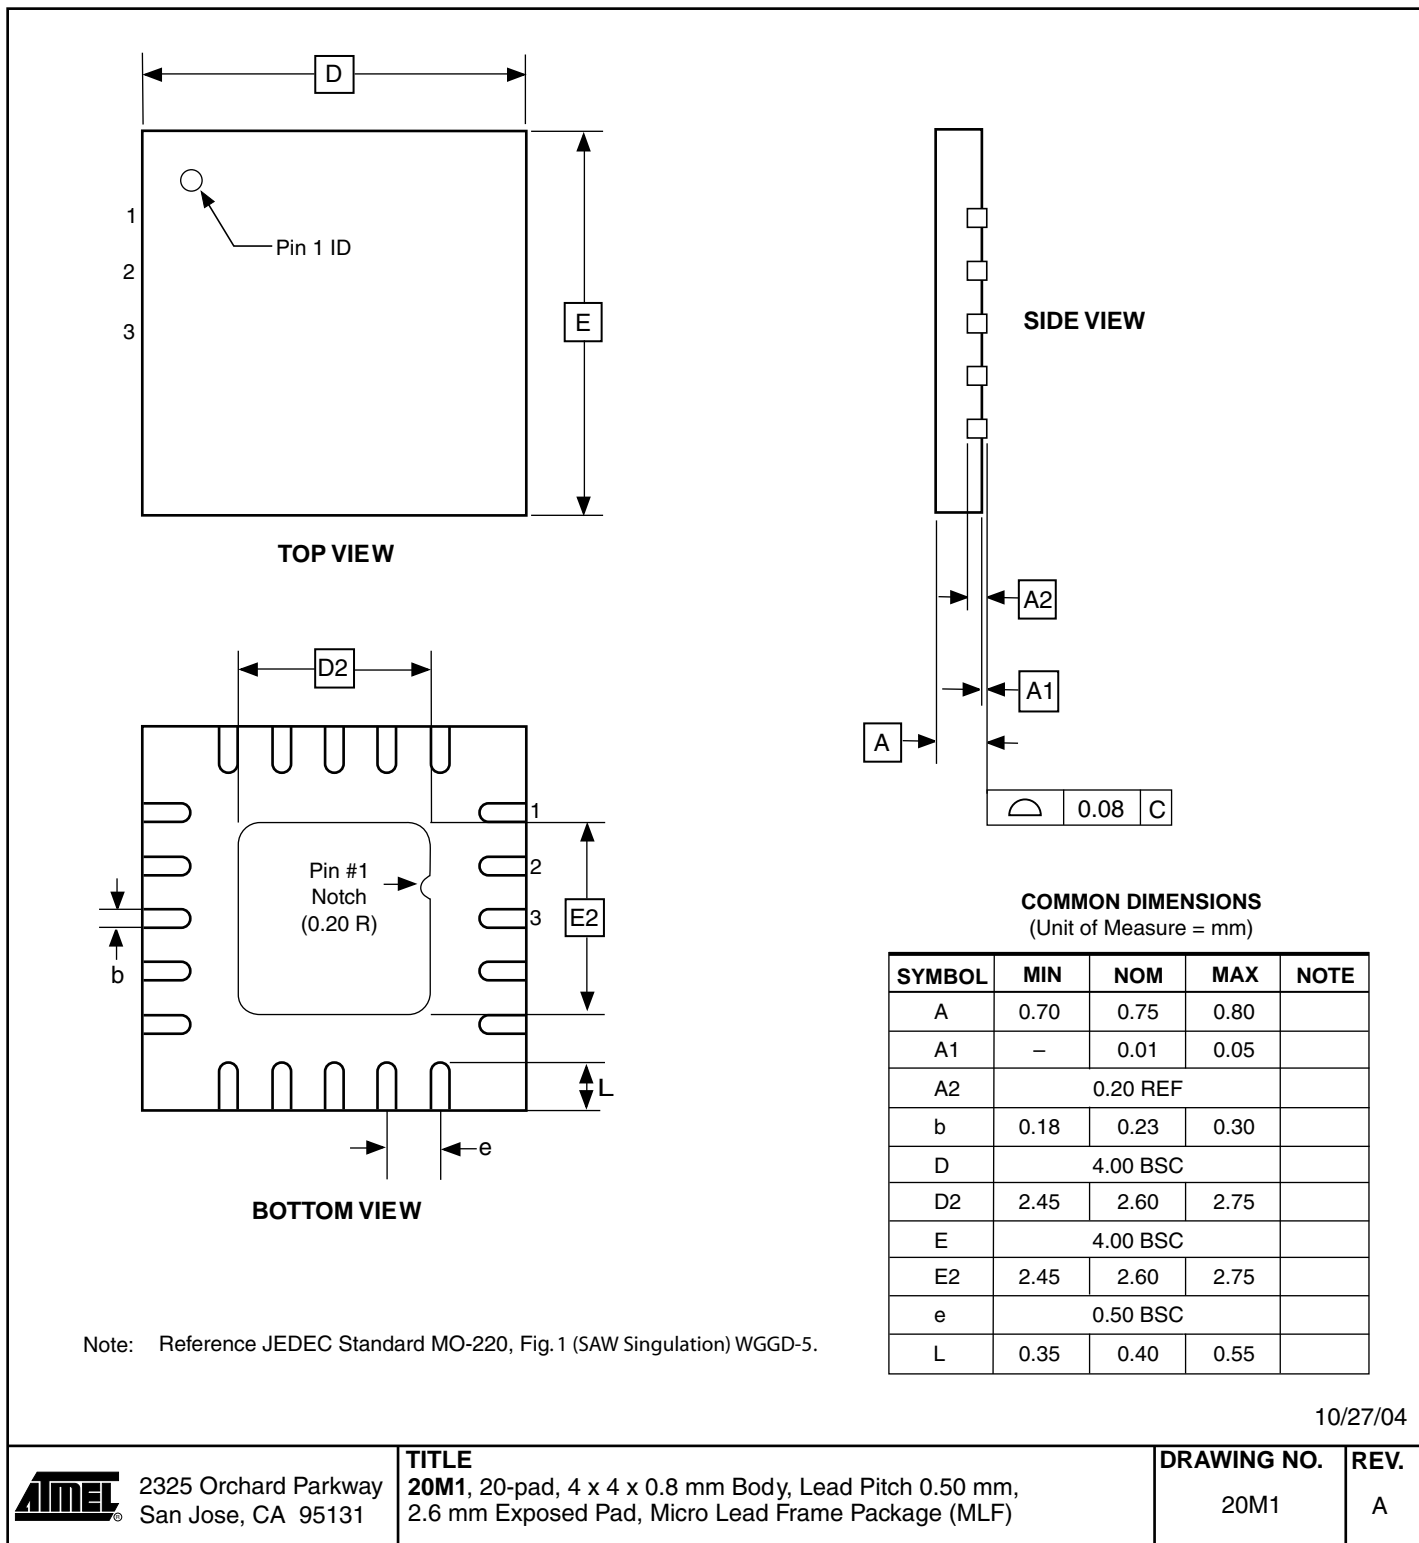 D
1
2
3
Pin 1 ID
E
TOP VIEW
SIDE VIEW
A2
A1
A
0.08 C
D2
1
2
3
Pin #1
Notch
(0.20 R)
E2
b
L
e
BOTTOM VIEW
COMMON DIMENSIONS
(Unit of Measure = mm)
SYMBOL MIN NOM MAX NOTE
A 0.70 0.75 0.80
A1 – 0.01 0.05
A2 0.20 REF
b 0.18 0.23 0.30
D 4.00 BSC
D2 2.45 2.60 2.75
E 4.00 BSC
E2 2.45 2.60 2.75
e 0.50 BSC
L 0.35 0.40 0.55
Note: Reference JEDEC Standard MO-220, Fig. 1 (SAW Singulation) WGGD-5.
10/27/04
ATMEL ®
2325 Orchard Parkway
San Jose, CA 95131
TITLE
20M1, 20-pad, 4 x 4 x 0.8 mm Body, Lead Pitch 0.50 mm,
2.6 mm Exposed Pad, Micro Lead Frame Package (MLF)
DRAWING NO.
20M1
REV.
A